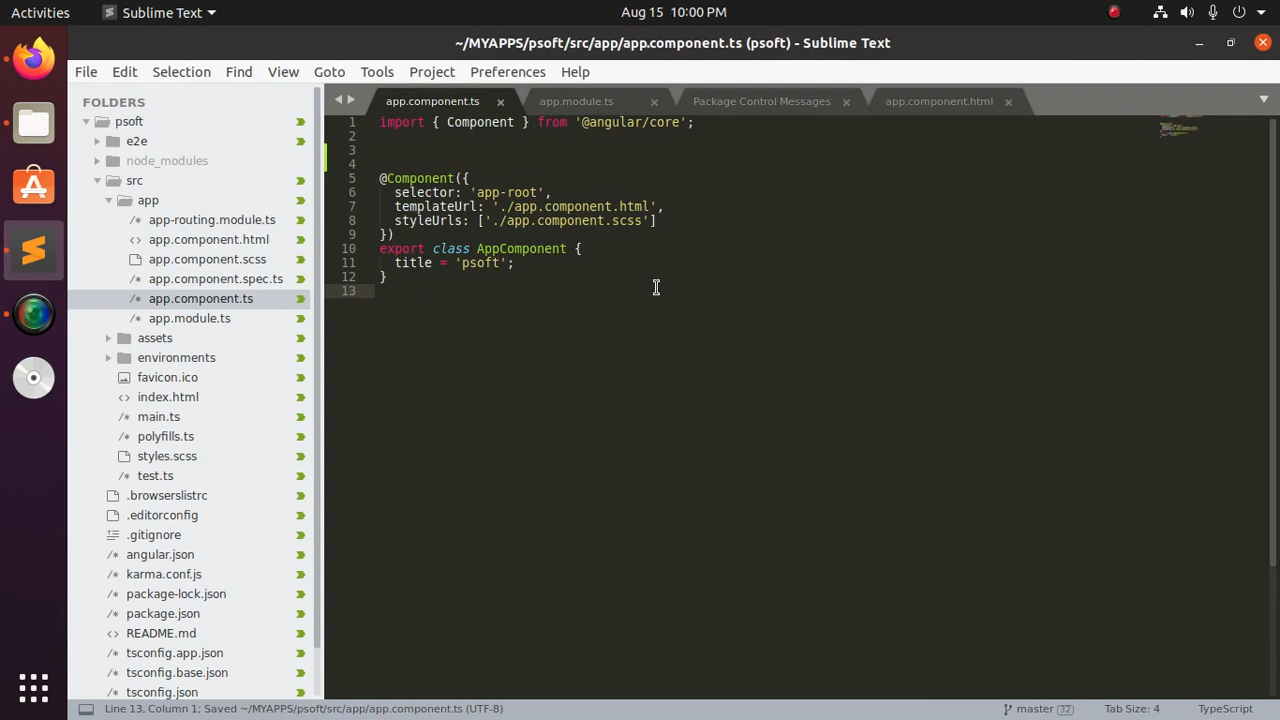 Activities
Sublime Text
Aug 15 10:00 PM
~/MYAPPS/psoft/src/app/app.component.ts (psoft) - Sublime Text
File Edit Selection Find View Goto Tools Project Preferences Help
FOLDERS
psoft
e2e
node_modules
src
app
app-routing.module.ts
app.component.html
app.component.scss
app.component.spec.ts
app.component.ts
app.module.ts
assets
environments
favicon.ico
index.html
main.ts
polyfills.ts
styles.scss
test.ts
.browserslistrc
.editorconfig
.gitignore
angular.json
karma.conf.js
package-lock.json
package.json
README.md
tsconfig.app.json
tsconfig.base.json
tsconfig.json
app.component.ts app.module.ts Package Control Messages app.component.html
1 import { Component } from '@angular/core';
2
3
4
5 @Component({
6 selector: 'app-root',
7 templateUrl: './app.component.html',
8 styleUrls: ['./app.component.scss']
9 })
10 export class AppComponent {
11 title = 'psoft';
12 }
13
Line 13, Column 1; Saved ~/MYAPPS/psoft/src/app/app.component.ts (UTF-8)
master 32
Tab Size: 4
TypeScript